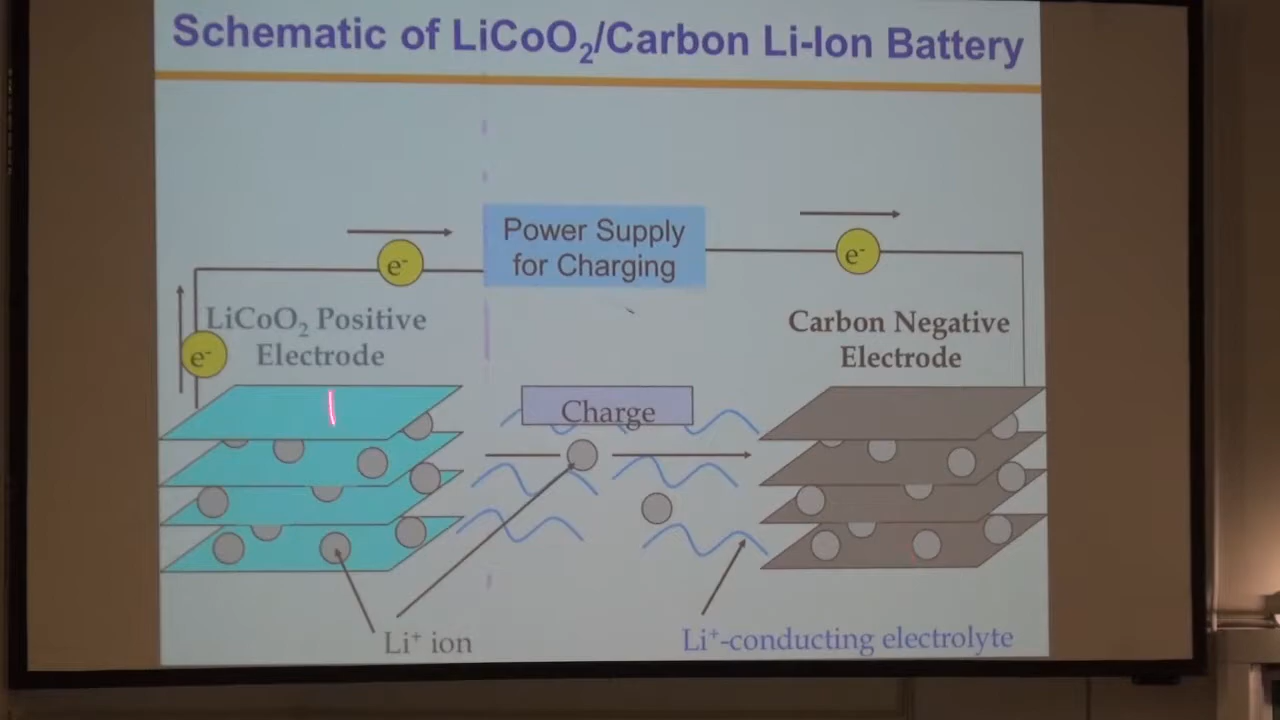 Schematic of LiCoO₂/Carbon Li-Ion Battery
Power Supply
for Charging
e⁻
e⁻
LiCoO₂ Positive
Electrode
e⁻
Carbon Negative
Electrode
Charge
Li⁺ ion
Li⁺-conducting electrolyte